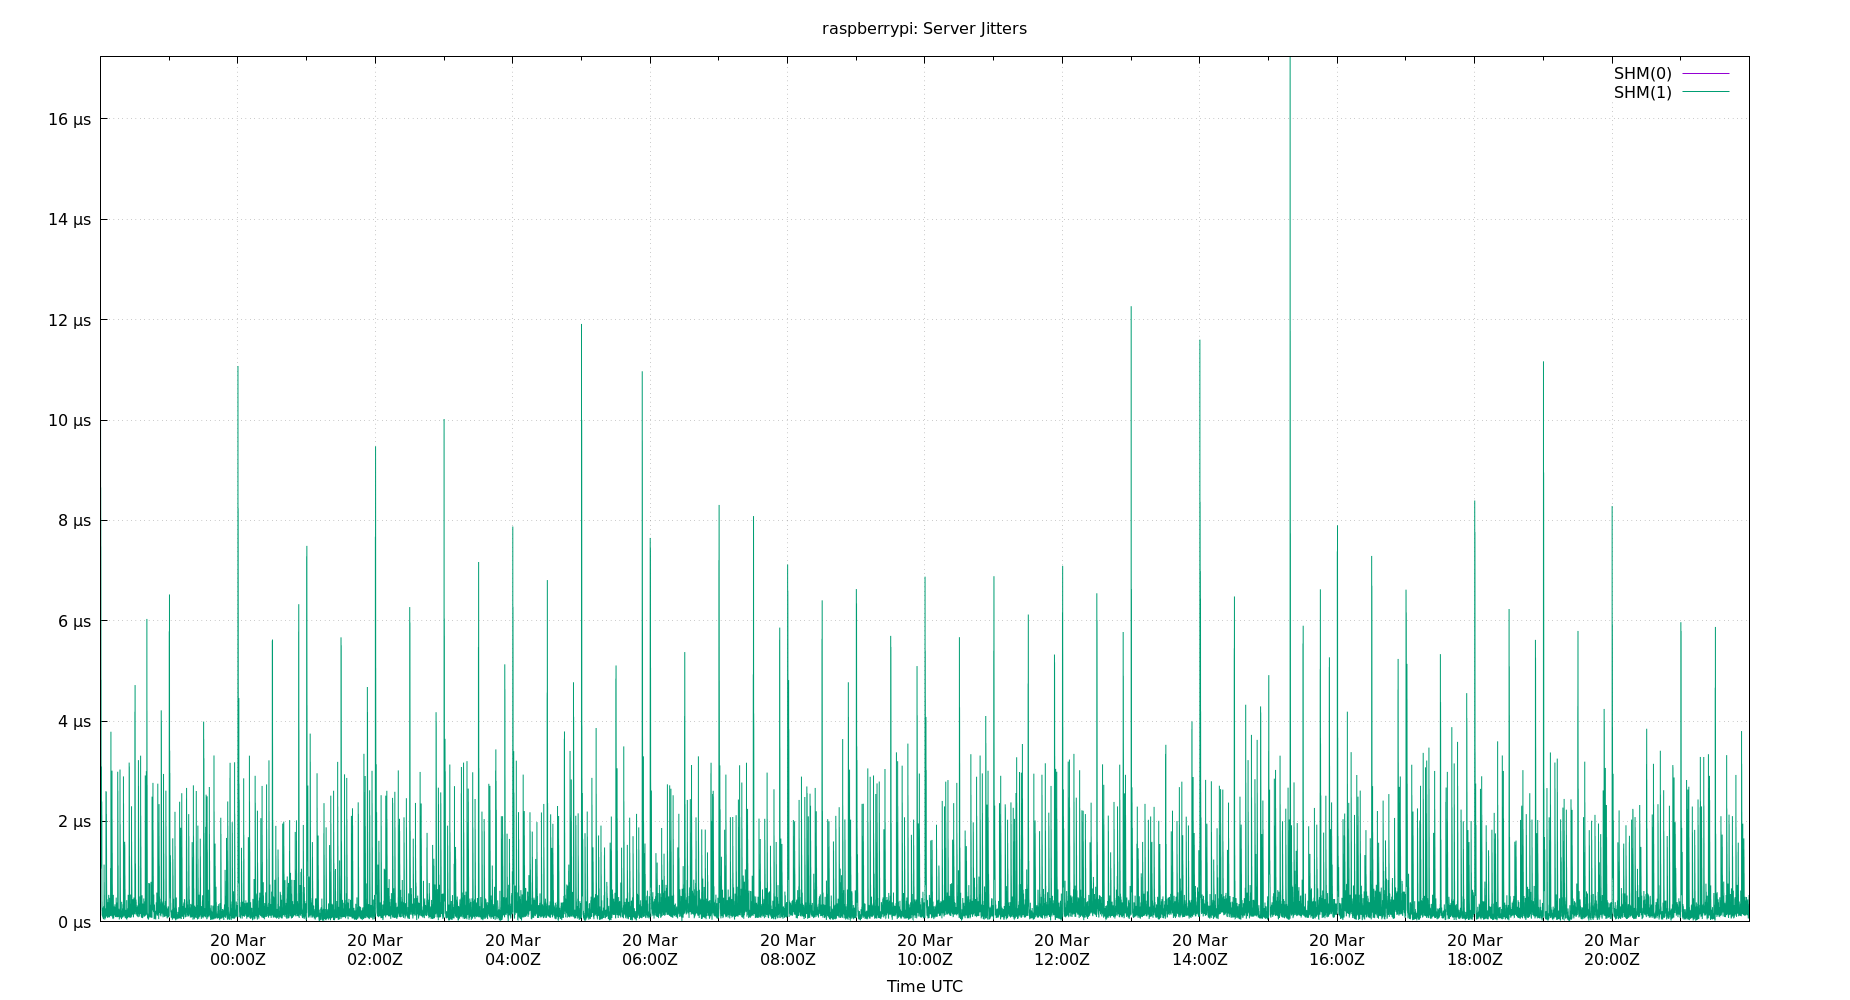 raspberrypi: Server Jitters
SHM(0)
SHM(1)
16 μs
14 μs
12 μs
10 μs
8 μs
6 μs
4 μs
2 μs
0 μs
20 Mar 20 Mar 20 Mar 20 Mar 20 Mar 20 Mar 20 Mar 20 Mar 20 Mar 20 Mar 20 Mar
00:00Z 02:00Z 04:00Z 06:00Z 08:00Z 10:00Z 12:00Z 14:00Z 16:00Z 18:00Z 20:00Z
Time UTC